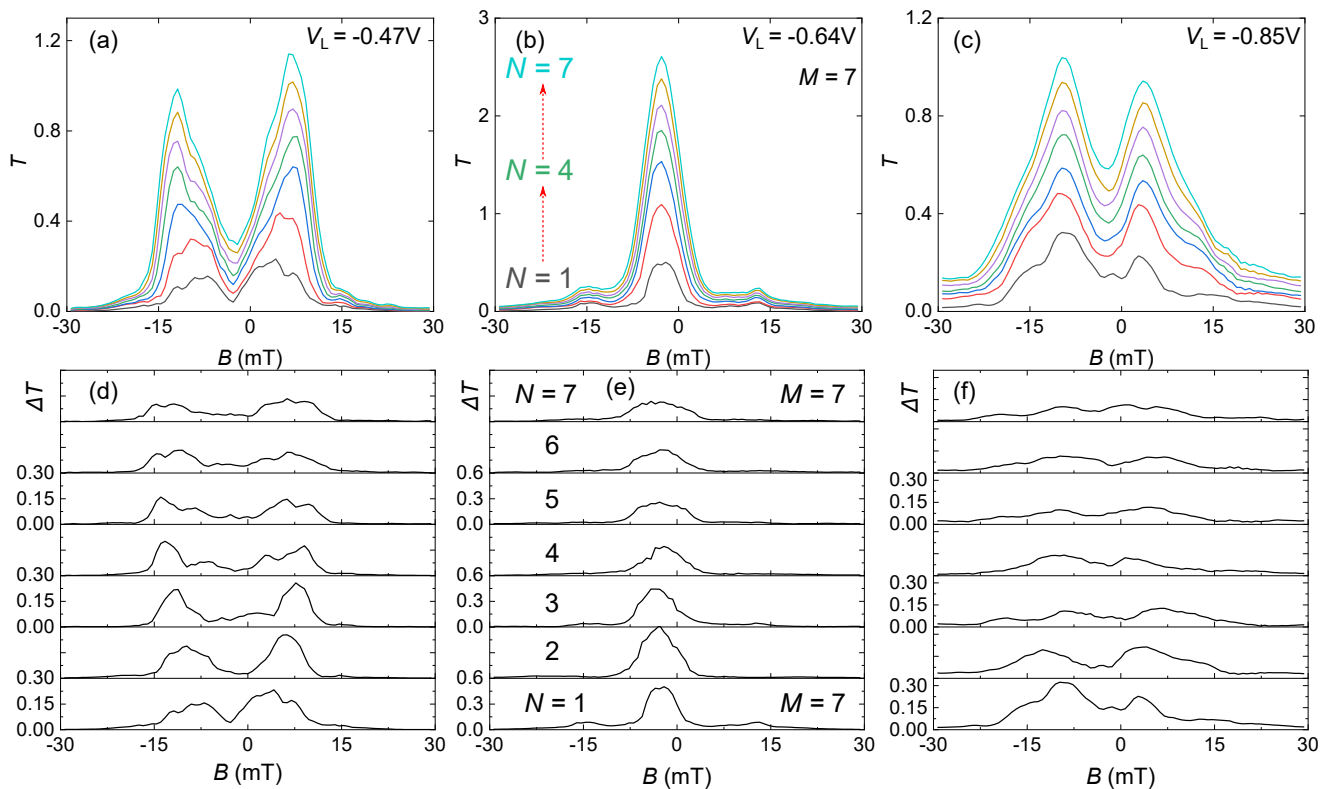 (a)
V_L = -0.47V
T
1.2
0.8
0.4
0.0
-30
-15
0
15
30
B (mT)
(b)
V_L = -0.64V
M = 7
N = 7
N = 4
N = 1
T
3
2
1
0
-30
-15
0
15
30
B (mT)
(c)
V_L = -0.85V
T
1.2
0.8
0.4
0.0
-30
-15
0
15
30
B (mT)
(d)
ΔT
0.30
0.15
0.00
0.30
0.15
0.00
0.30
0.15
0.00
-30
-15
0
15
30
B (mT)
N = 7
(e)
M = 7
6
5
4
3
2
N = 1
M = 7
0.6
0.3
0.0
0.6
0.3
0.0
0.6
0.3
0.0
-30
-15
0
15
30
B (mT)
(f)
ΔT
0.30
0.15
0.00
0.30
0.15
0.00
0.30
0.15
0.00
-30
-15
0
15
30
B (mT)